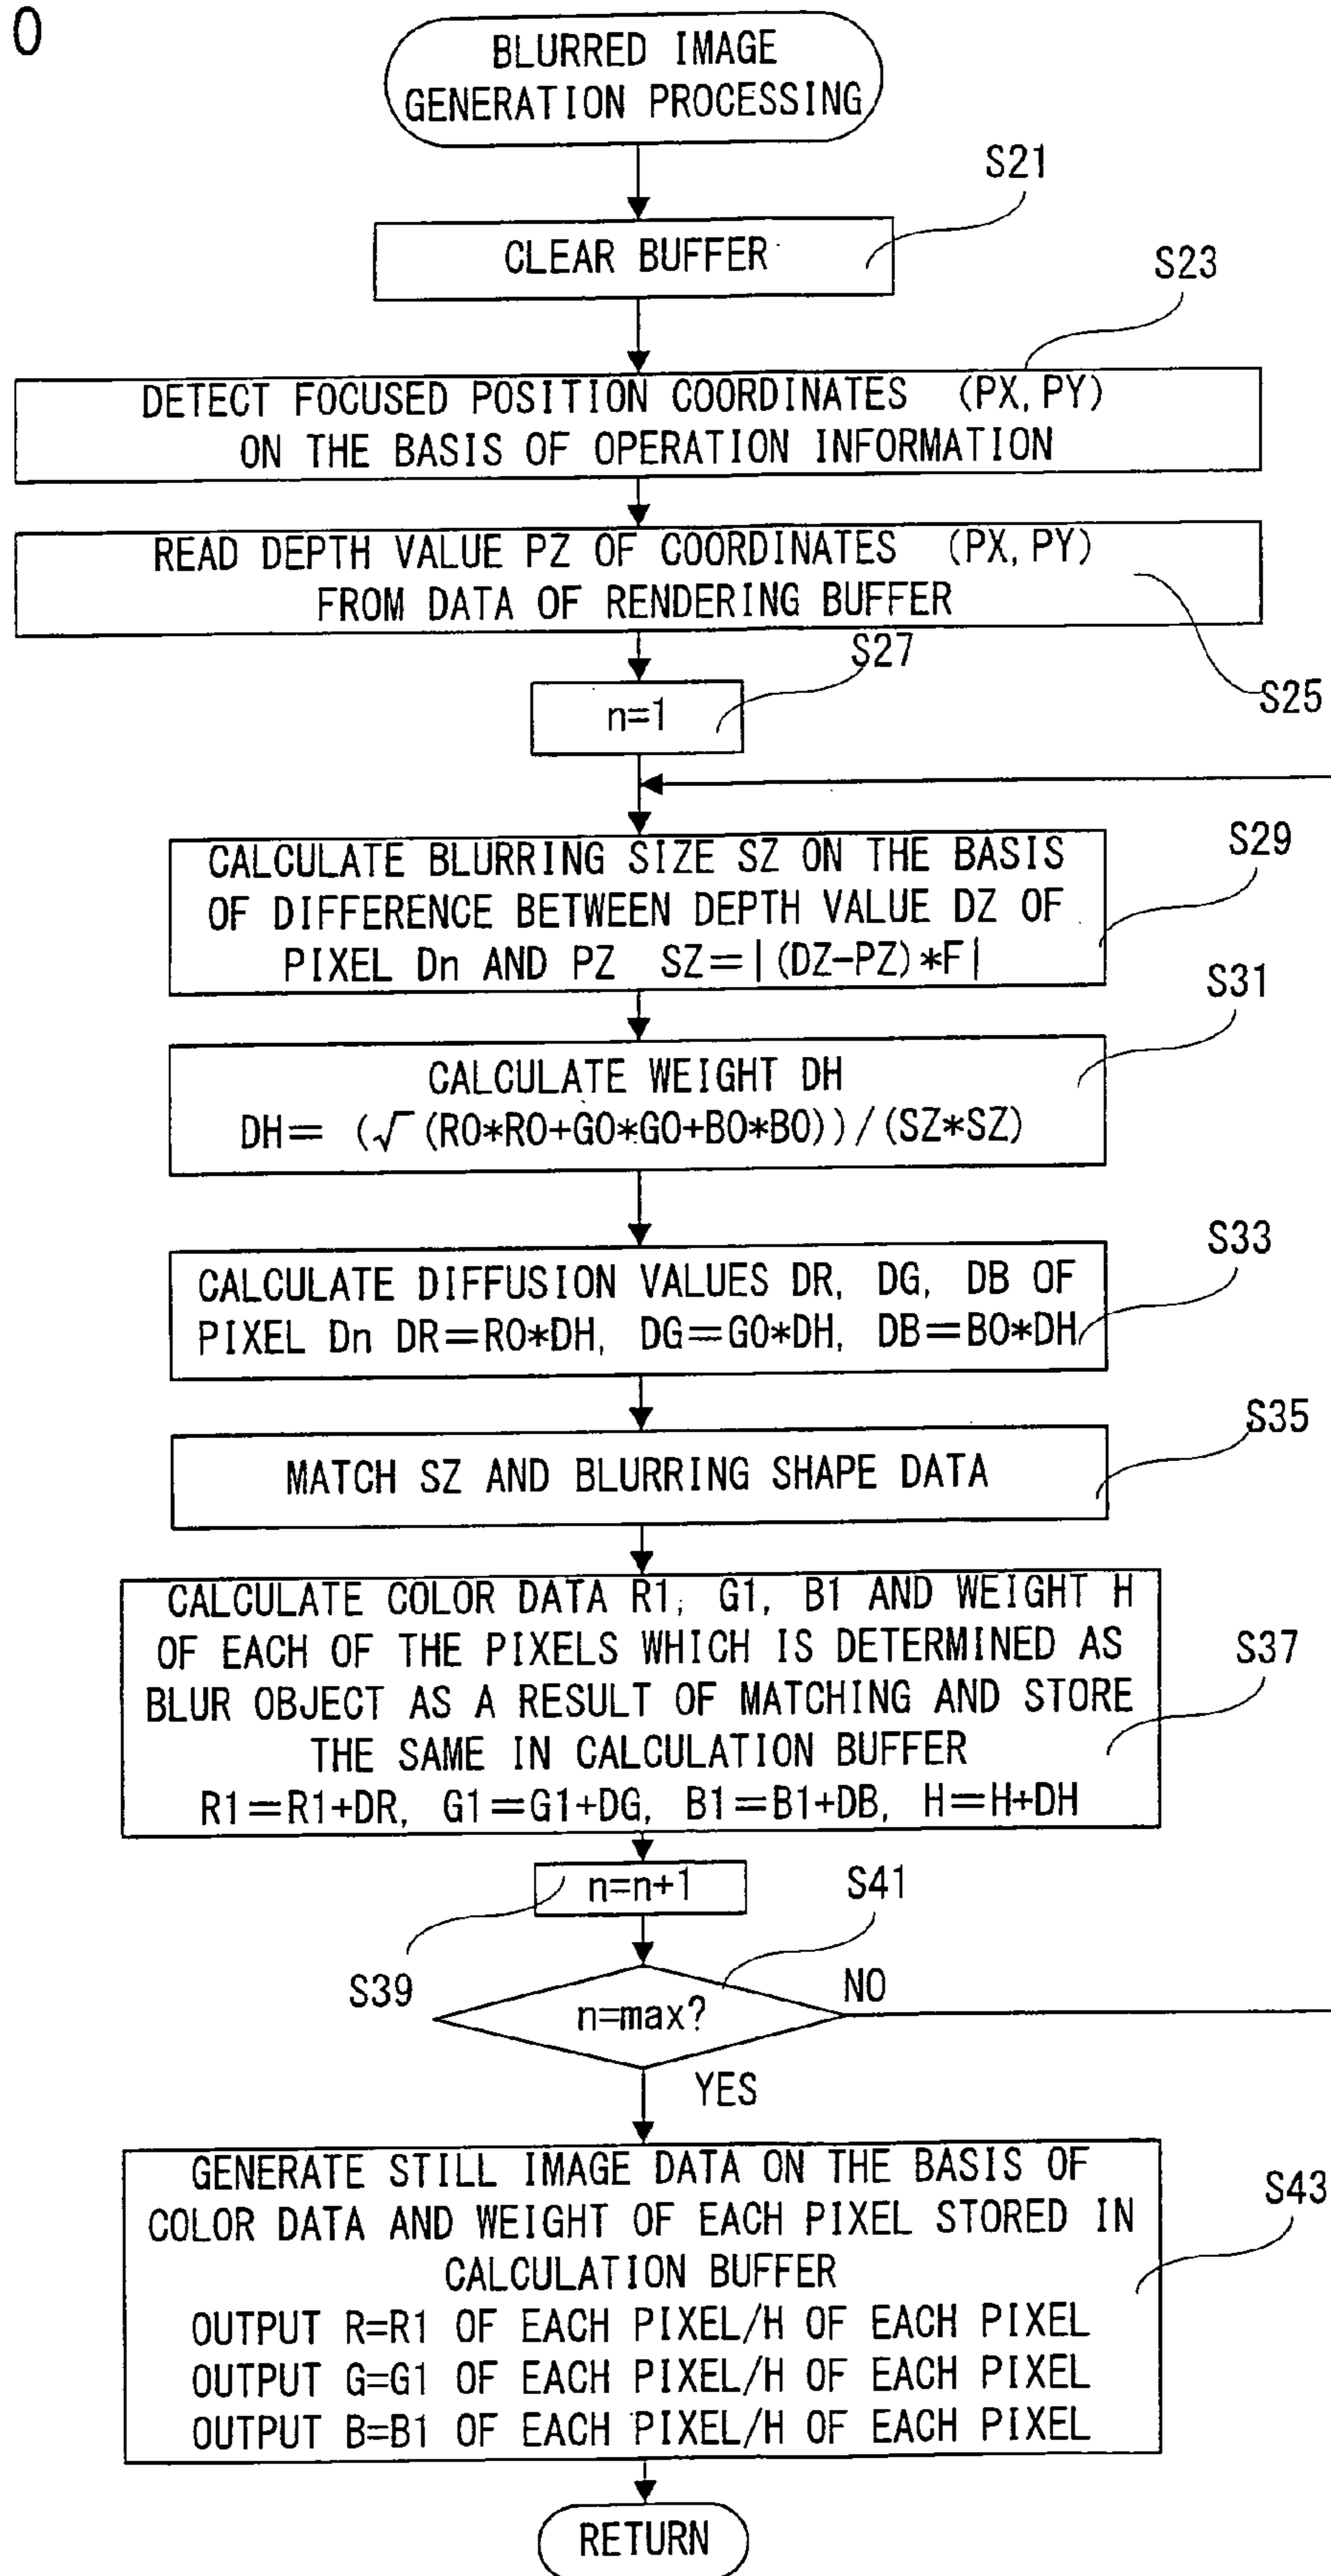 0
BLURRED IMAGE
GENERATION PROCESSING
S21
CLEAR BUFFER
S23
DETECT FOCUSED POSITION COORDINATES (PX, PY)
ON THE BASIS OF OPERATION INFORMATION
READ DEPTH VALUE PZ OF COORDINATES (PX, PY)
FROM DATA OF RENDERING BUFFER
S27
S25
n=1
S29
CALCULATE BLURRING SIZE SZ ON THE BASIS
OF DIFFERENCE BETWEEN DEPTH VALUE DZ OF
PIXEL Dn AND PZ SZ=|(DZ-PZ)*F|
S31
CALCULATE WEIGHT DH
DH= (√(R0*R0+G0*G0+B0*B0))/(SZ*SZ)
S33
CALCULATE DIFFUSION VALUES DR, DG, DB OF
PIXEL Dn DR=R0*DH, DG=G0*DH, DB=B0*DH
S35
MATCH SZ AND BLURRING SHAPE DATA
CALCULATE COLOR DATA R1, G1, B1 AND WEIGHT H
OF EACH OF THE PIXELS WHICH IS DETERMINED AS
BLUR OBJECT AS A RESULT OF MATCHING AND STORE
THE SAME IN CALCULATION BUFFER
R1=R1+DR, G1=G1+DG, B1=B1+DB, H=H+DH
S37
n=n+1
S41
S39
NO
n=max?
YES
GENERATE STILL IMAGE DATA ON THE BASIS OF
COLOR DATA AND WEIGHT OF EACH PIXEL STORED IN
CALCULATION BUFFER
OUTPUT R=R1 OF EACH PIXEL/H OF EACH PIXEL
OUTPUT G=G1 OF EACH PIXEL/H OF EACH PIXEL
OUTPUT B=B1 OF EACH PIXEL/H OF EACH PIXEL
S43
RETURN